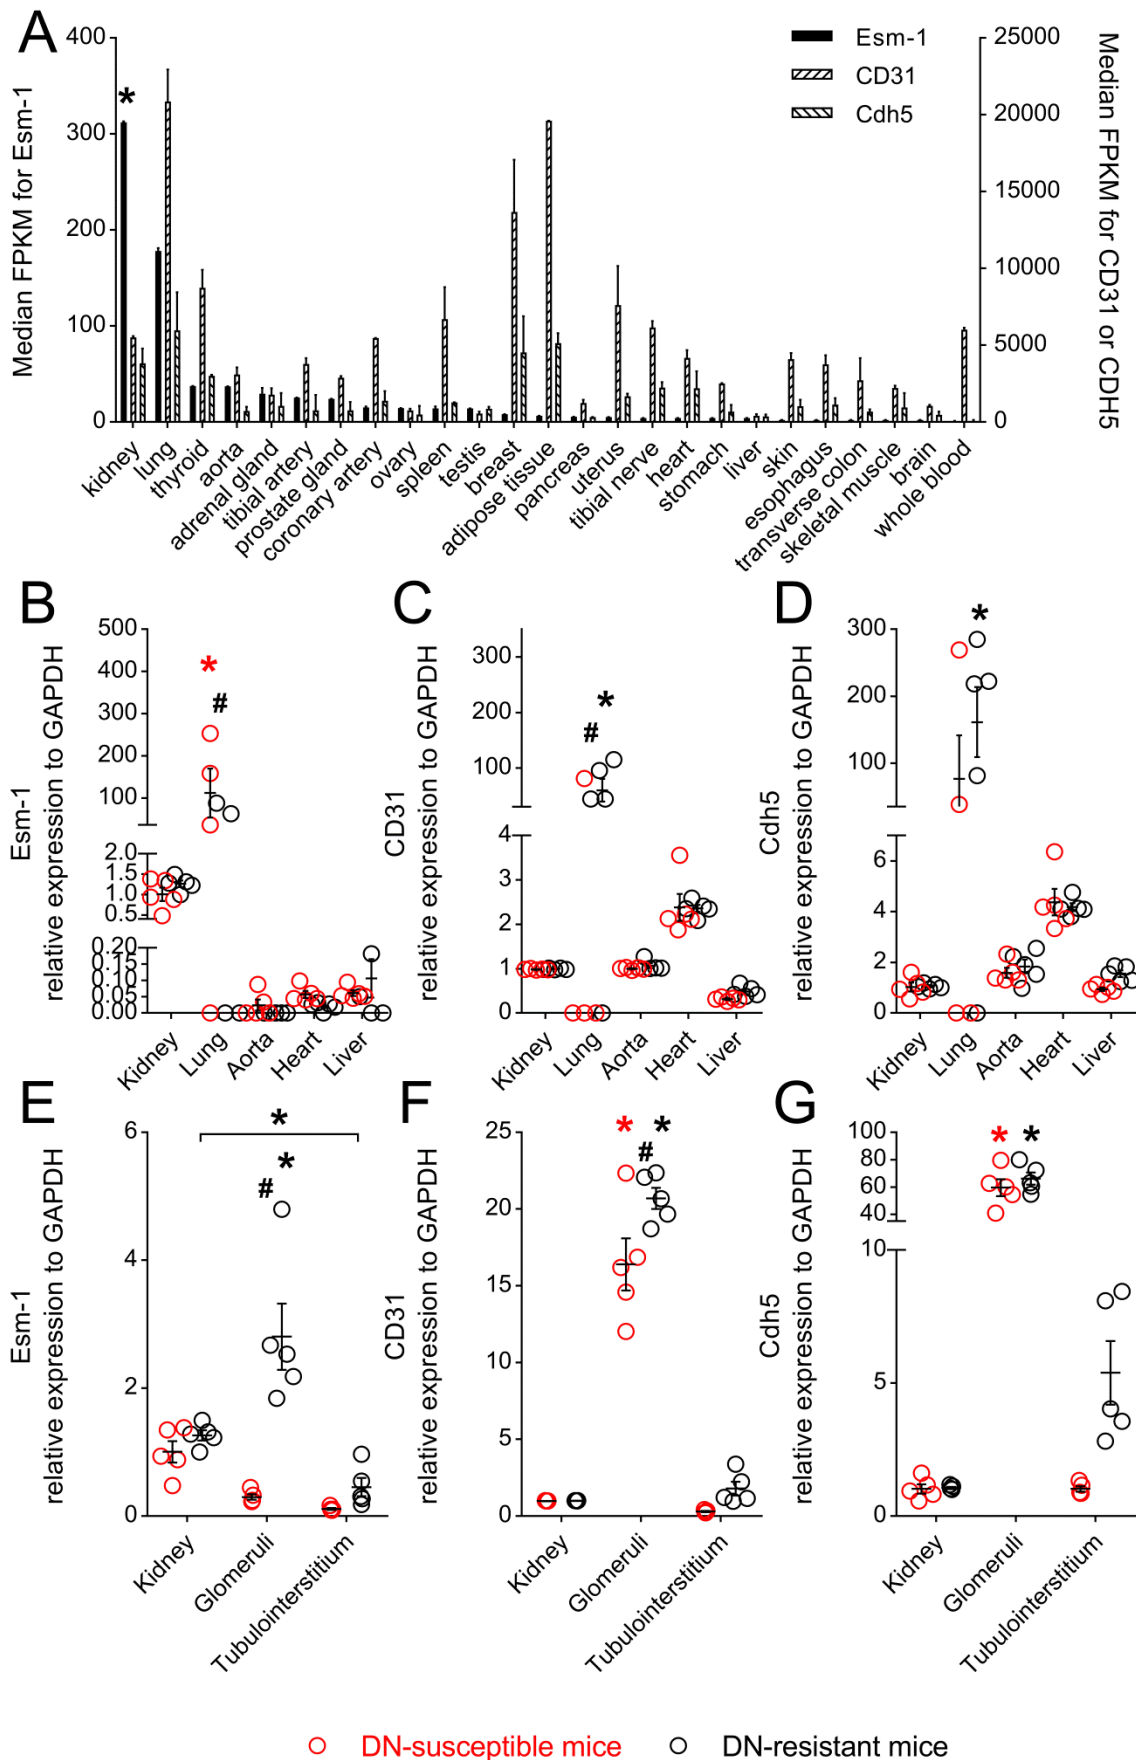 A
Median FPKM for Esm-1
400
300
200
100
0
*
Esm-1
CD31
Cdh5
25000
20000
15000
10000
5000
0
Median FPKM for CD31 or CDH5
kidney
lung
thyroid
aorta
adrenal gland
tibial artery
prostate gland
coronary artery
ovary
spleen
testis
breast
adipose tissue
pancreas
uterus
tibial nerve
heart
stomach
liver
skin
esophagus
transverse colon
skeletal muscle
brain
whole blood
B
Esm-1
relative expression to GAPDH
500
400
300
200
100
2.0
1.5
1.0
0.5
0.20
0.15
0.10
0.05
0.00
*
#
Kidney
Lung
Aorta
Heart
Liver
C
CD31
relative expression to GAPDH
300
200
100
4
3
2
1
0
*
#
Kidney
Lung
Aorta
Heart
Liver
D
Cdh5
relative expression to GAPDH
300
200
100
6
4
2
0
*
Kidney
Lung
Aorta
Heart
Liver
E
Esm-1
relative expression to GAPDH
6
4
2
0
*
*
#
Kidney
Glomeruli
Tubulointerstitium
F
CD31
relative expression to GAPDH
25
20
15
10
5
0
* *
#
Kidney
Glomeruli
Tubulointerstitium
G
Cdh5
relative expression to GAPDH
100
80
60
40
10
5
0
* *
Kidney
Glomeruli
Tubulointerstitium
DN-susceptible mice
DN-resistant mice